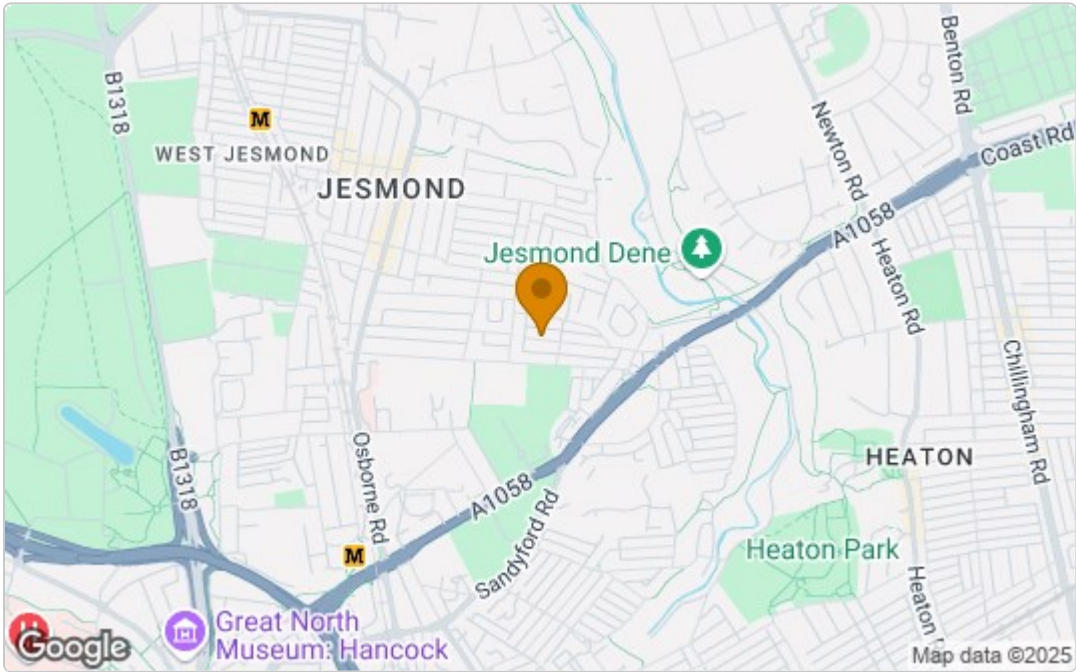 B1318
Benton Rd
M
Newton Rd
Coast Rd
WEST JESMOND
JESMOND
A1058
Jesmond Dene
Heaton Rd
Chillingham Rd
Osborne Rd
B1318
HEATON
A1058
Sandyford Rd
M
Heaton Park
Heaton
Great North
Museum: Hancock
Google
Map data ©2025